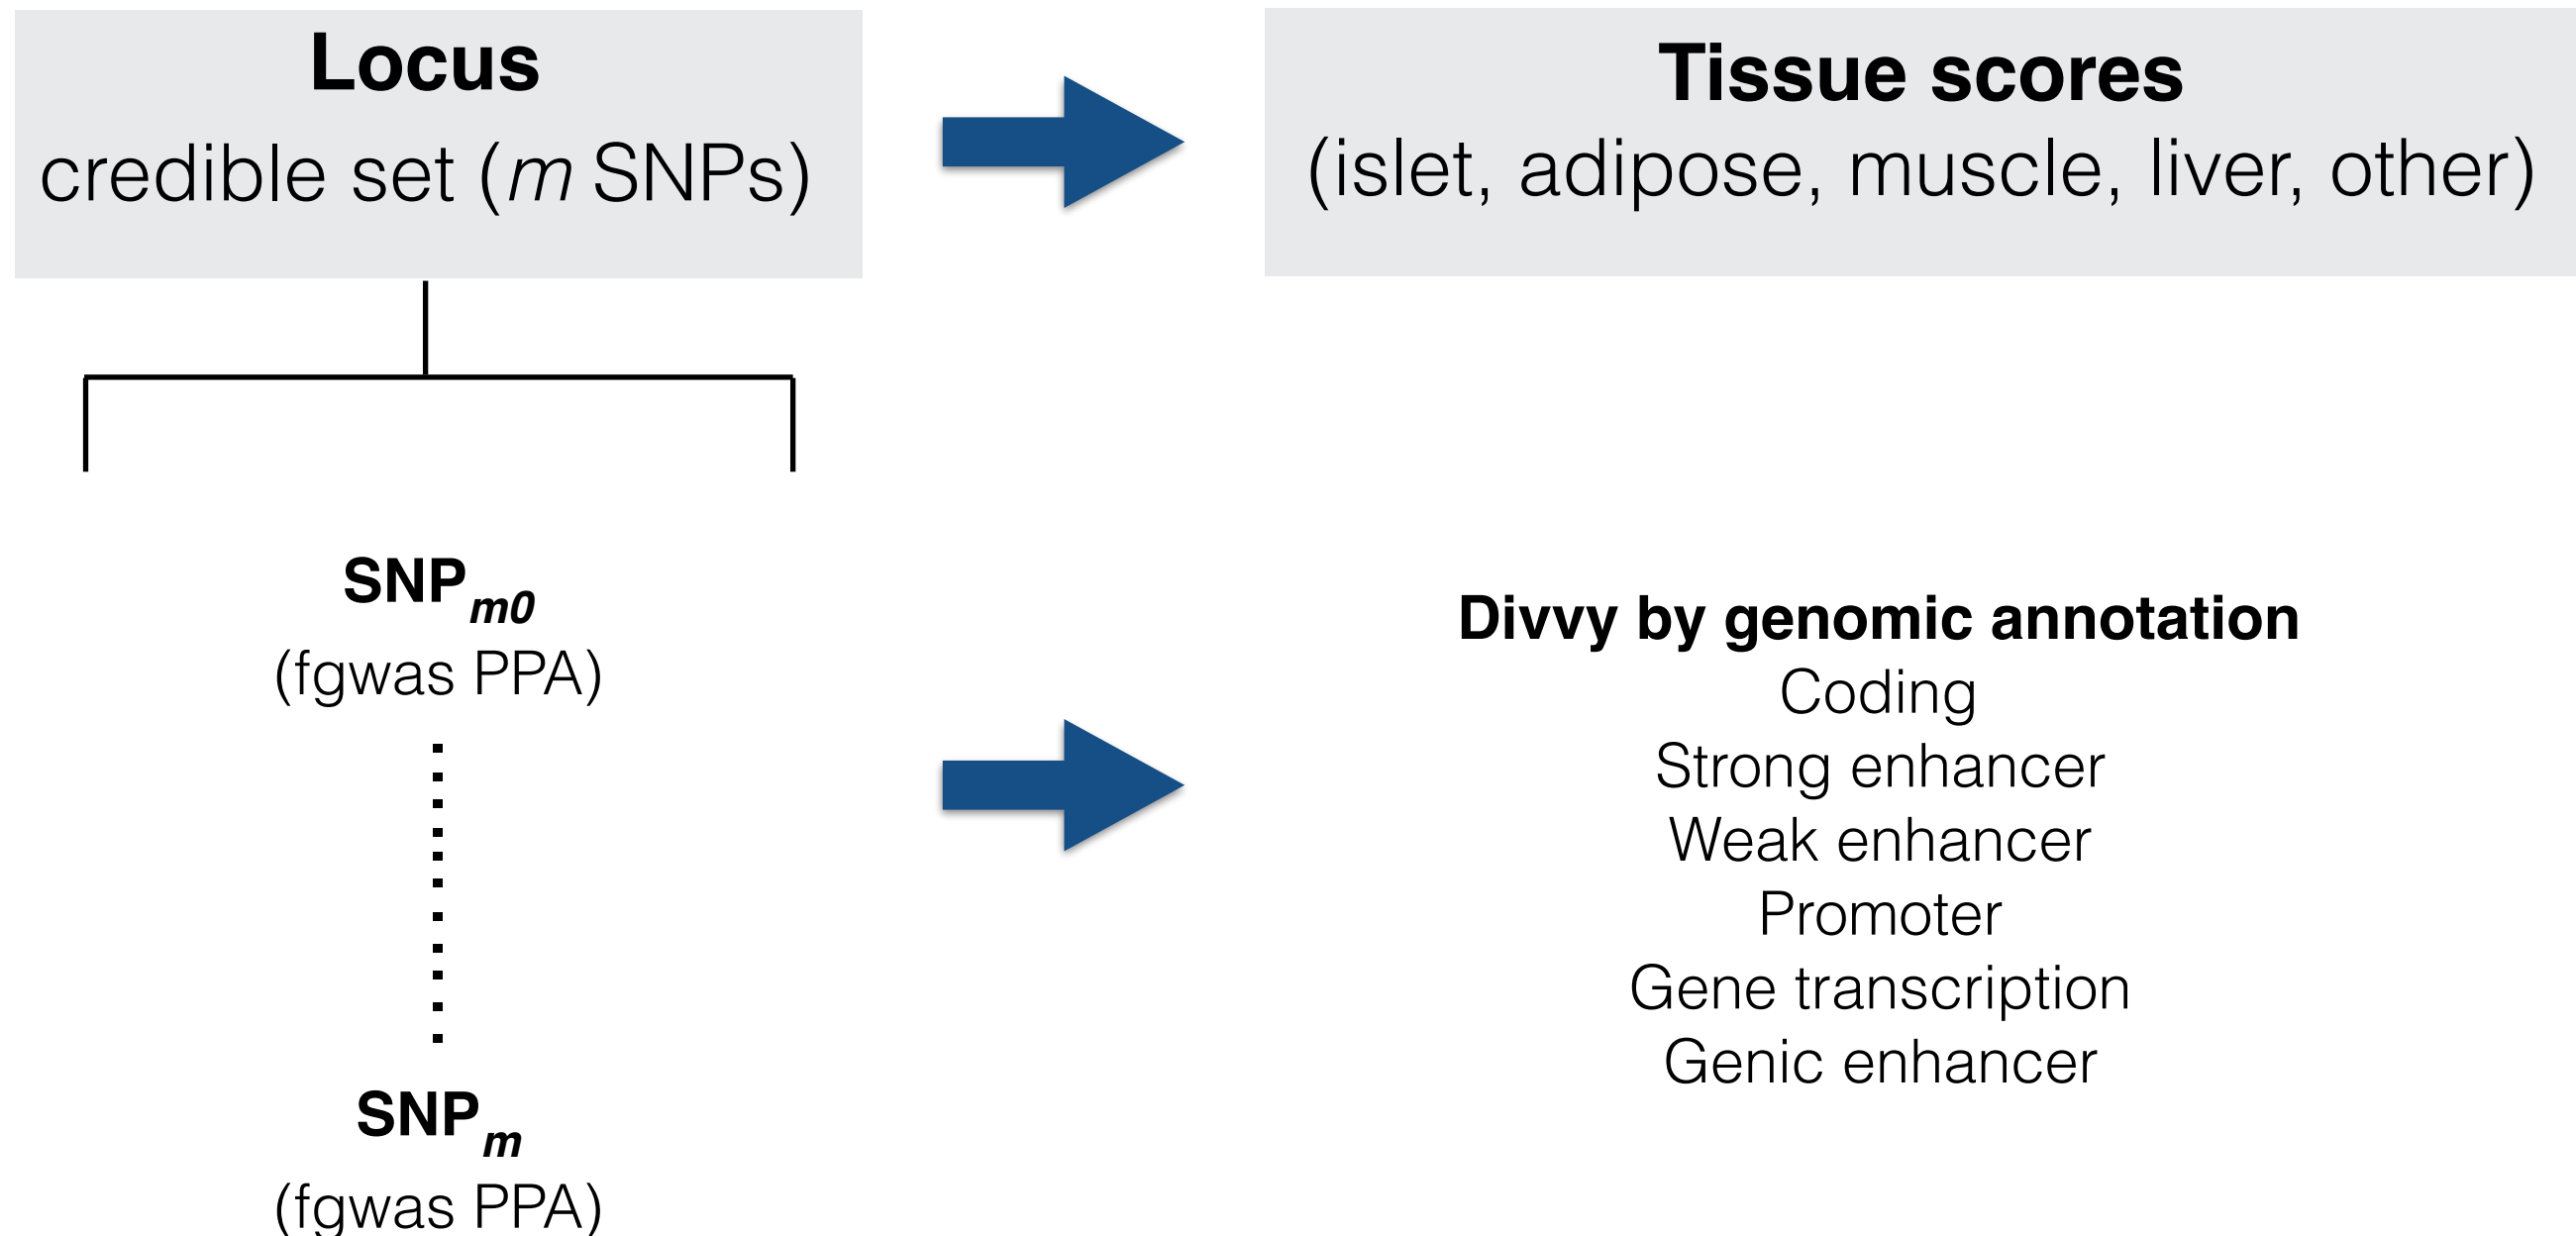 Locus
credible set (m SNPs)
Tissue scores
(islet, adipose, muscle, liver, other)
SNPm0
(fgwas PPA)
SNPm
(fgwas PPA)
Divvy by genomic annotation
Coding
Strong enhancer
Weak enhancer
Promoter
Gene transcription
Genic enhancer